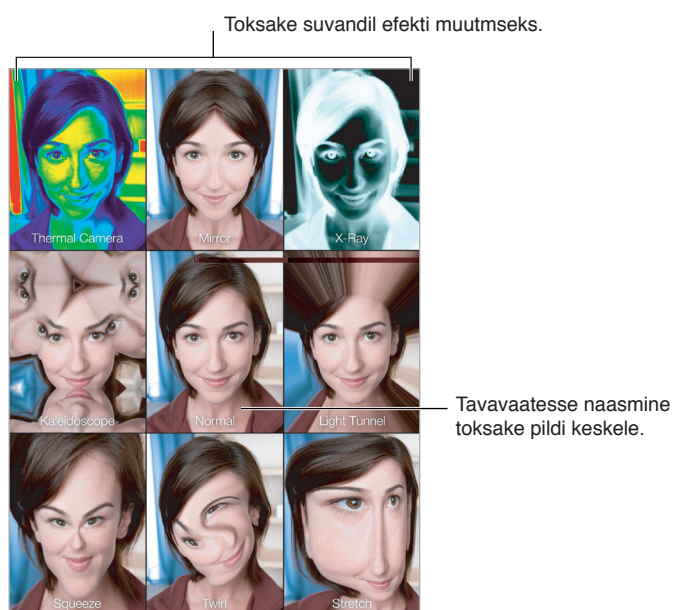 Toksake suvandil efekti muutmseks.
Thermal Camera
Mirror
X-Ray
Kaleidoscope
Normal
Light Tunnel
Tavavaatesse naasmine
toksake pildi keskele.
Squeeze
Twirl
Stretch